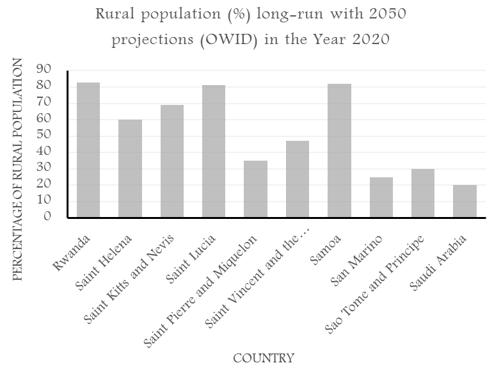 Rural population (%) long-run with 2050
projections (OWID) in the Year 2020
PERCENTAGE OF RURAL POPULATION
90
80
70
60
50
40
30
20
10
0
Rwanda
Saint Helena
Saint Kitts and Nevis
Saint Lucia
Saint Pierre and Miquelon
Saint Vincent and the...
Samoa
San Marino
Sao Tome and Principe
Saudi Arabia
COUNTRY